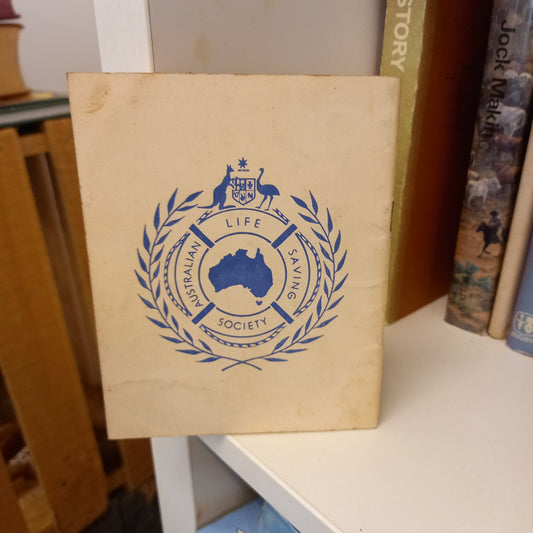 AUSTRALIAN
LIFE
SAVING
SOCIETY
STORY
Jock Makin